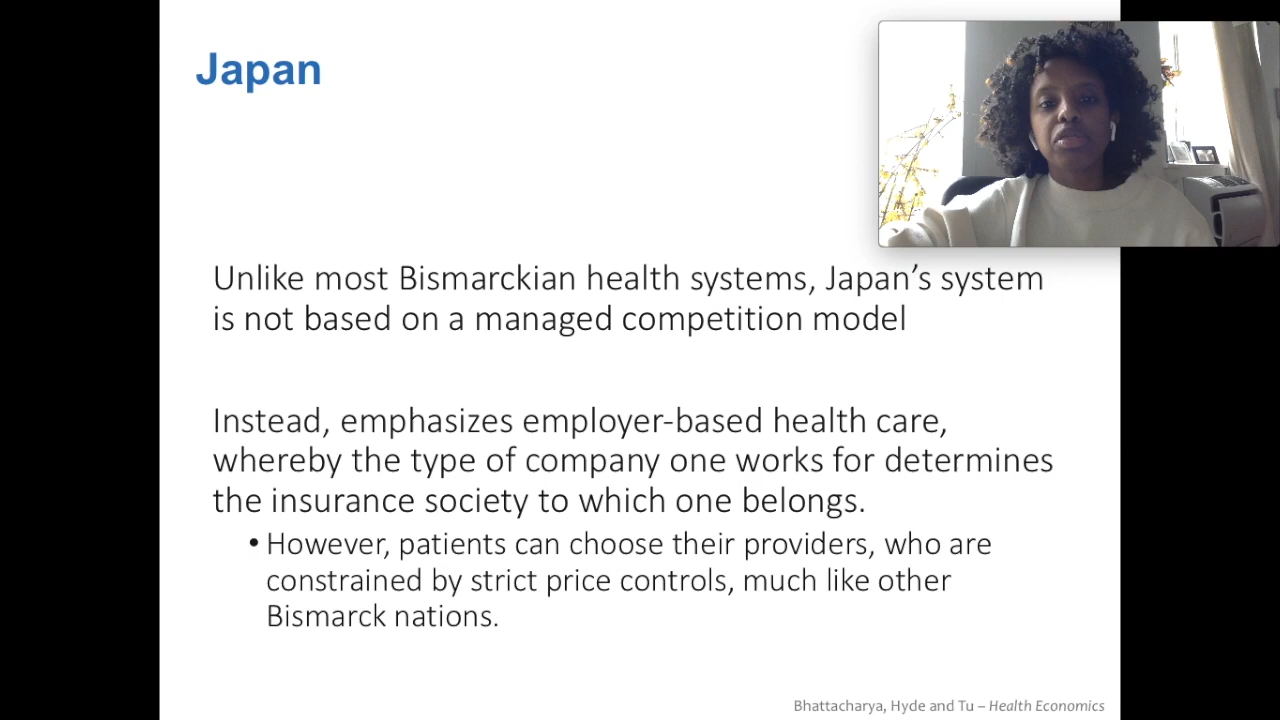 Japan
Unlike most Bismarckian health systems, Japan’s system
is not based on a managed competition model
Instead, emphasizes employer-based health care,
whereby the type of company one works for determines
the insurance society to which one belongs.
• However, patients can choose their providers, who are
constrained by strict price controls, much like other
Bismarck nations.
Bhattacharya, Hyde and Tu – Health Economics